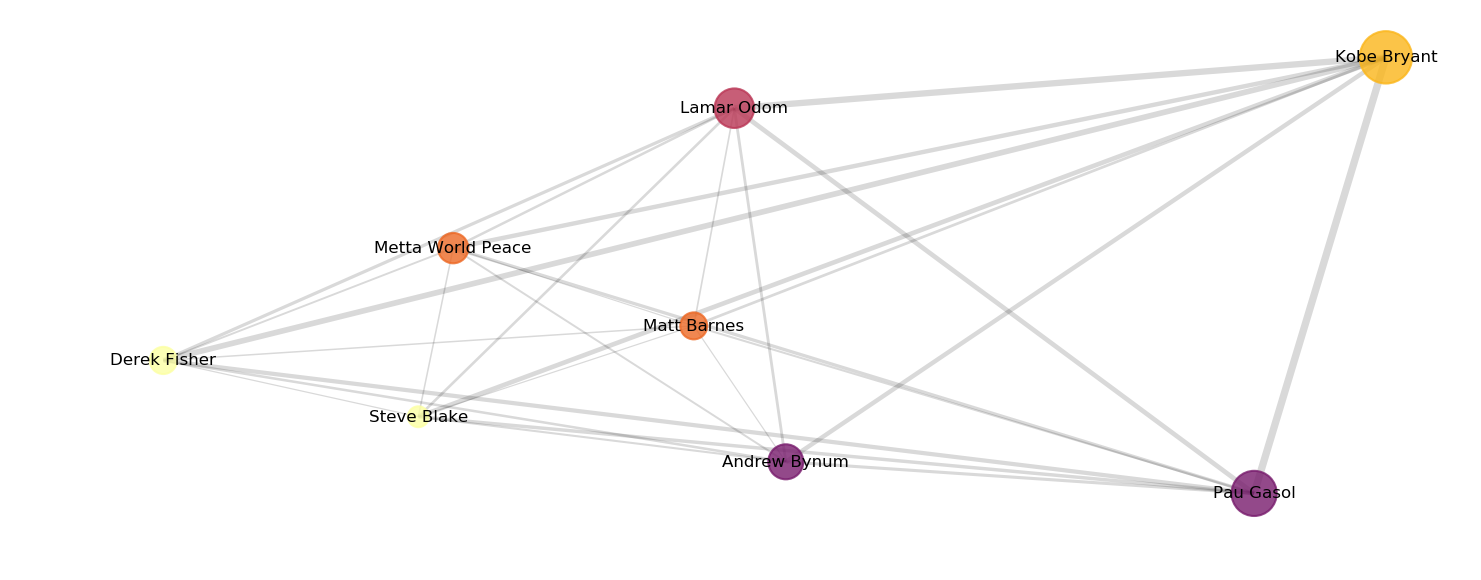 Kobe Bryant
Lamar Odom
Metta World Peace
Matt Barnes
Derek Fisher
Steve Blake
Andrew Bynum
Pau Gasol